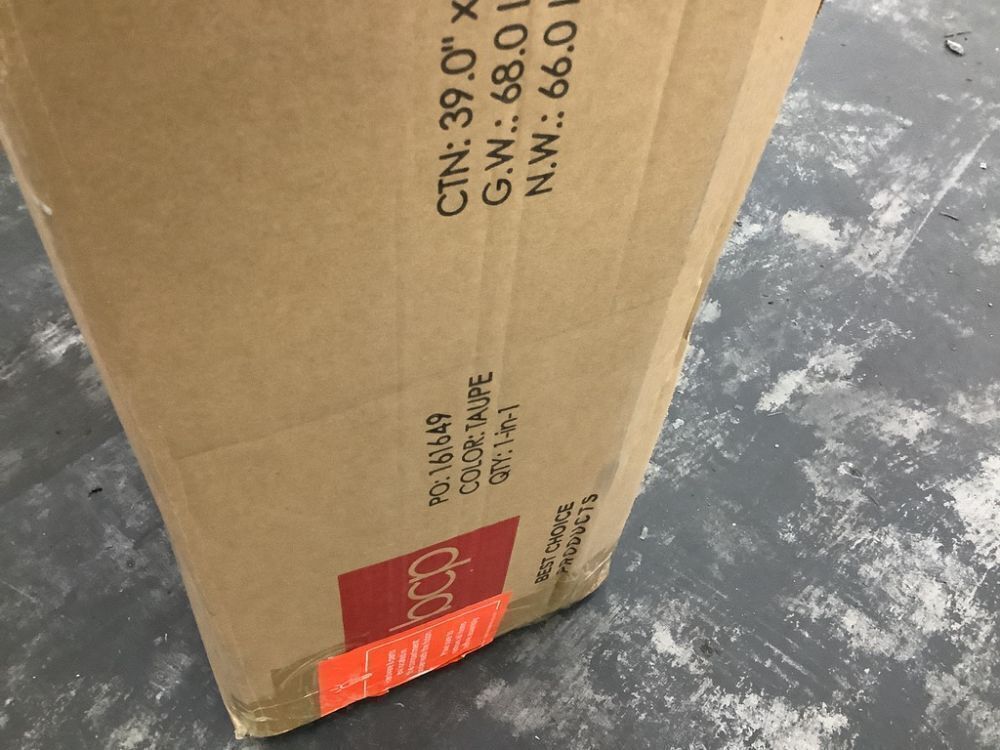 CTN: 39.0" x
G.W.: 68.0
N.W.: 66.0
PO: 161649
COLOR: TAUPE
QTY: 1-in-1
bcp
BEST CHOICE
PRODUCTS